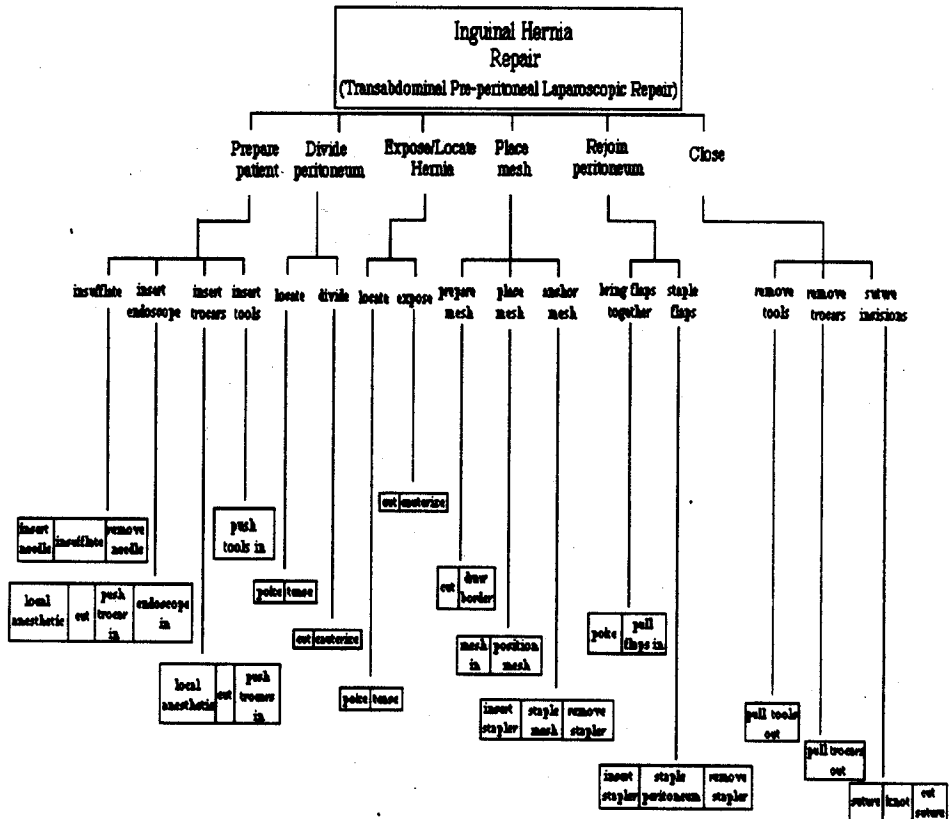 Inguinal Hernia
Repair
(Transabdominal Pre-peritoneal Laparoscopic Repair)
Prepare
patient
Divide
peritoneum
Expose/Locate
Hernia
Place
mesh
Rejoin
peritoneum
Close
insufflate
insert
endoscope
insert
trocars
insert
tools
locate
divide
locate
expose
prepare
mesh
place
mesh
anchor
mesh
bring flaps
together
staple
flaps
remove
tools
remove
trocars
suture
incisions
insert
needle
insufflate
remove
needle
local
anesthetic
cut
push
trocar
in
endoscope
in
local
anesthetic
cut
push
trocars
in
push
tools in
poke
tense
cut
cauterize
poke
tense
cut
cauterize
cut
draw
border
mesh
in
position
mesh
insert
stapler
staple
mesh
remove
stapler
poke
pull
flaps in
insert
stapler
staple
peritoneum
remove
stapler
pull tools
out
pull trocars
out
suture
knot
cut
suture